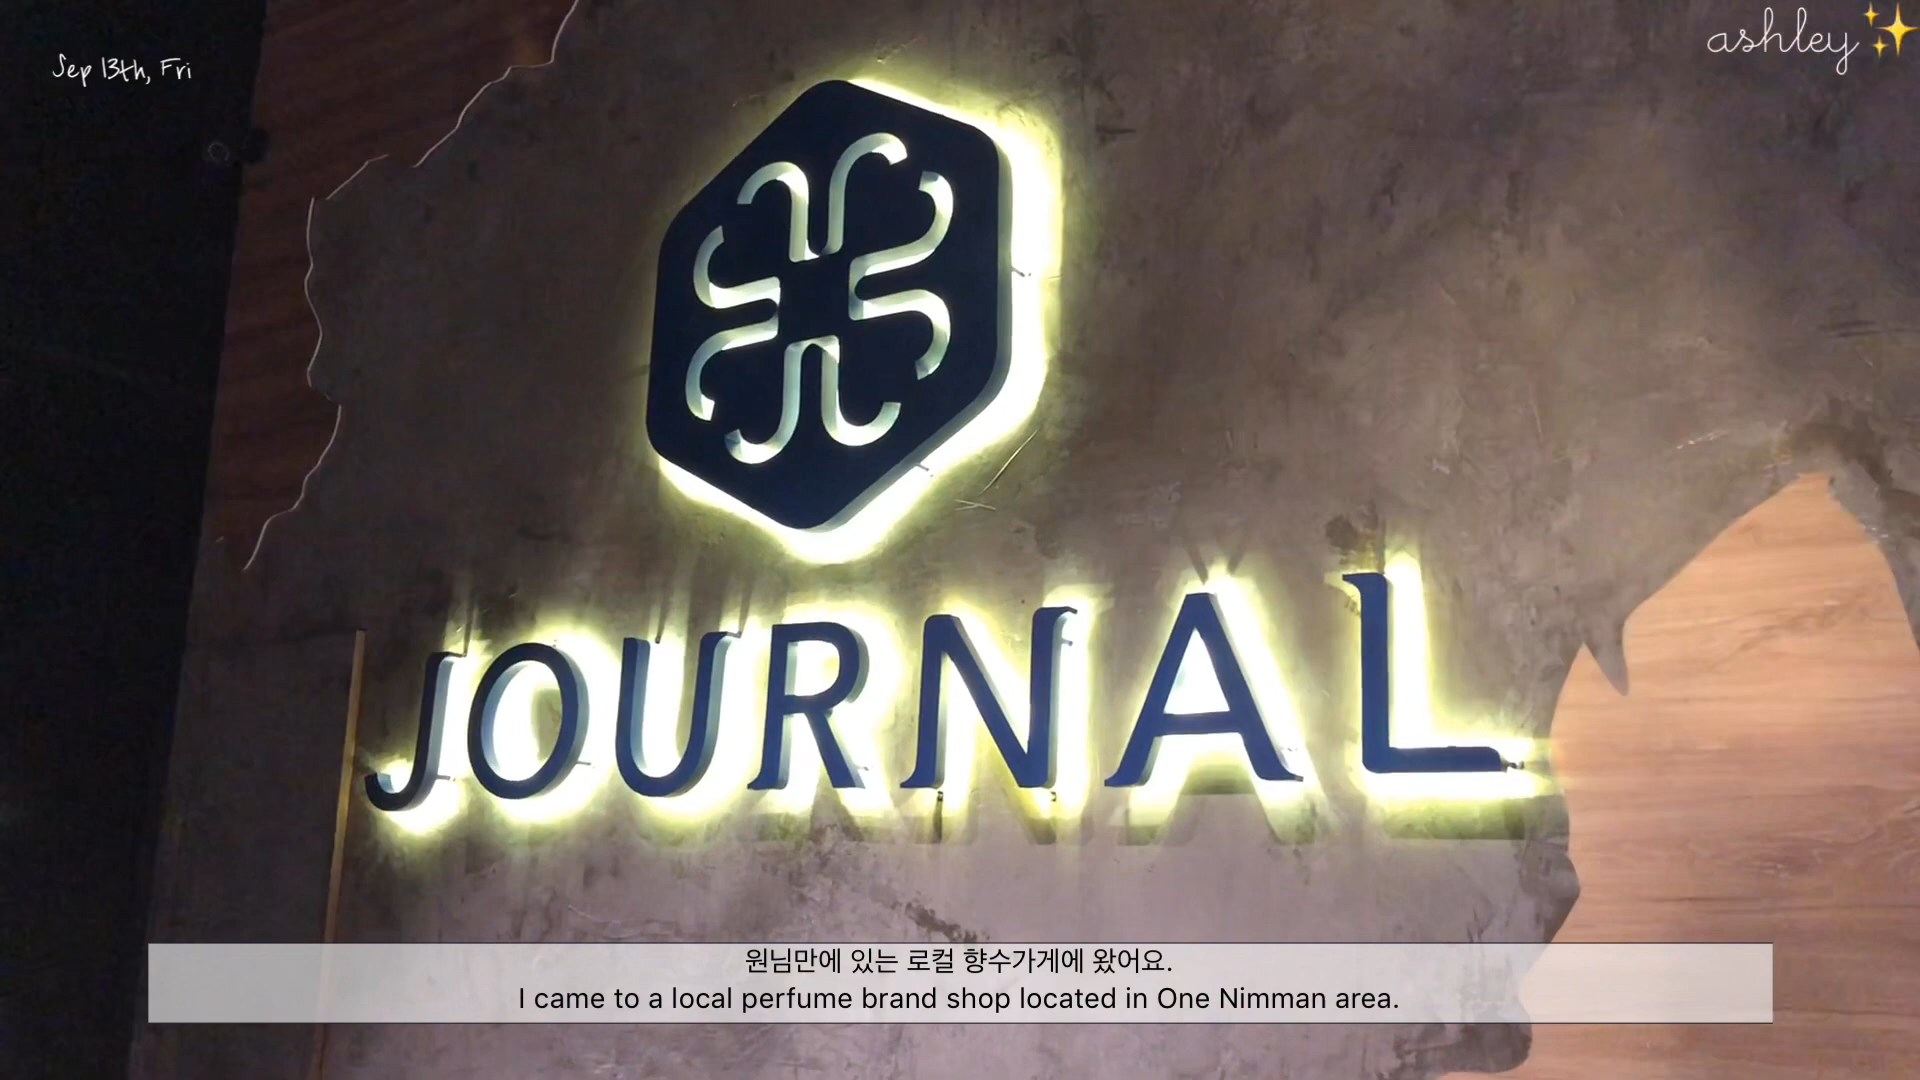 Sep 13th, Fri
ashley
JOURNAL
원님만에 있는 로컬 향수가게에 왔어요.
I came to a local perfume brand shop located in One Nimman area.